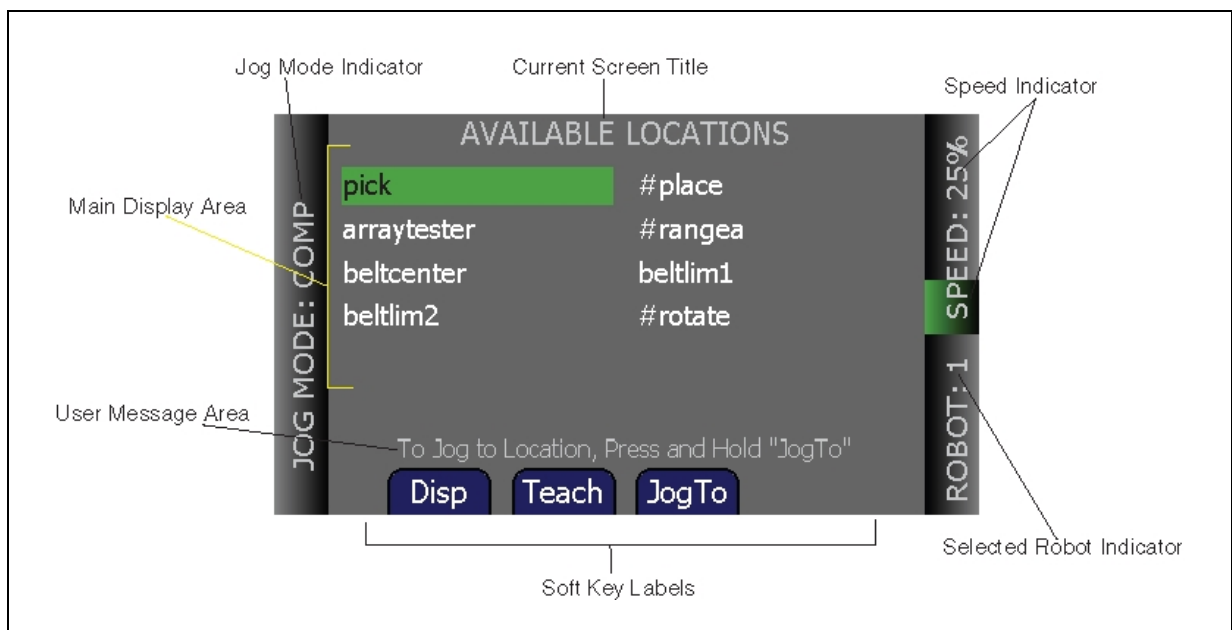 Jog Mode Indicator
Current Screen Title
Speed Indicator
AVAILABLE LOCATIONS
pick
#place
Main Display Area
arraytester
#rangea
beltcenter
beltlim1
beltlim2
#rotate
JOG MODE: COMP
SPEED: 25%
ROBOT: 1
User Message Area
To Jog to Location, Press and Hold "JogTo"
Disp
Teach
JogTo
Selected Robot Indicator
Soft Key Labels